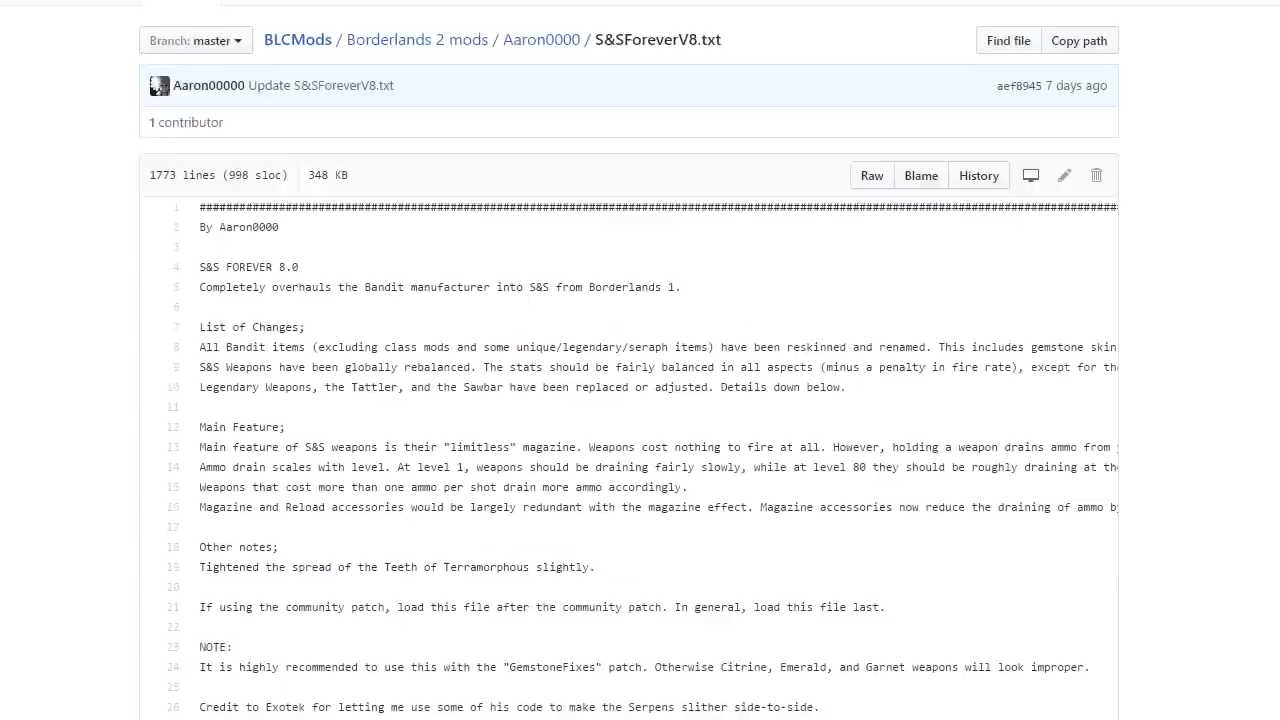 Branch: master
BLCMods / Borderlands 2 mods / Aaron0000 / S&SForeverV8.txt
Find file
Copy path
Aaron00000 Update S&SForeverV8.txt
aef8945 7 days ago
1 contributor
1773 lines (990 sloc)
348 KB
Raw
Blame
History
1 ################################################################################################################################################
2 By Aaron0000
3
4 S&S FOREVER 8.0
5 Completely overhauls the Bandit manufacturer into S&S from Borderlands 1.
6
7 List of Changes;
8 All Bandit items (excluding class mods and some unique/legendary/seraph items) have been reskinned and renamed. This includes gemstone skin
9 S&S Weapons have been globally rebalanced. The stats should be fairly balanced in all aspects (minus a penalty in fire rate), except for th
10 Legendary Weapons, the Tattler, and the Sawbar have been replaced or adjusted. Details down below.
11
12 Main Feature;
13 Main feature of S&S weapons is their "limitless" magazine. Weapons cost nothing to fire at all. However, holding a weapon drains ammo from
14 Ammo drain scales with level. At level 1, weapons should be draining fairly slowly, while at level 80 they should be roughly draining at the
15 Weapons that cost more than one ammo per shot drain more ammo accordingly.
16 Magazine and Reload accessories would be largely redundant with the magazine effect. Magazine accessories now reduce the draining of ammo b
17
18 Other notes;
19 Tightened the spread of the Teeth of Terramorphous slightly.
20
21 If using the community patch, load this file after the community patch. In general, load this file last.
22
23 NOTE:
24 It is highly recommended to use this with the "GemstoneFixes" patch. Otherwise Citrine, Emerald, and Garnet weapons will look improper.
25
26 Credit to Exotek for letting me use some of his code to make the Serpens slither side-to-side.